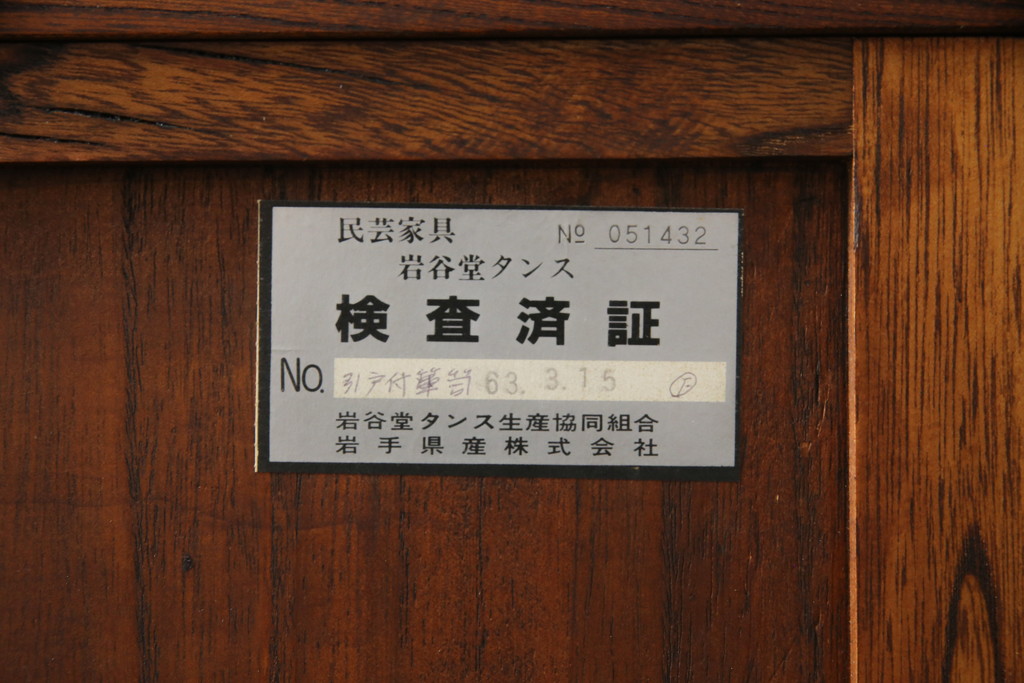 民芸家具 № 051432
岩谷堂タンス
検査済証
No. 引戸付箪笥 63. 3. 15
岩谷堂タンス生産協同組合
岩手県産株式会社